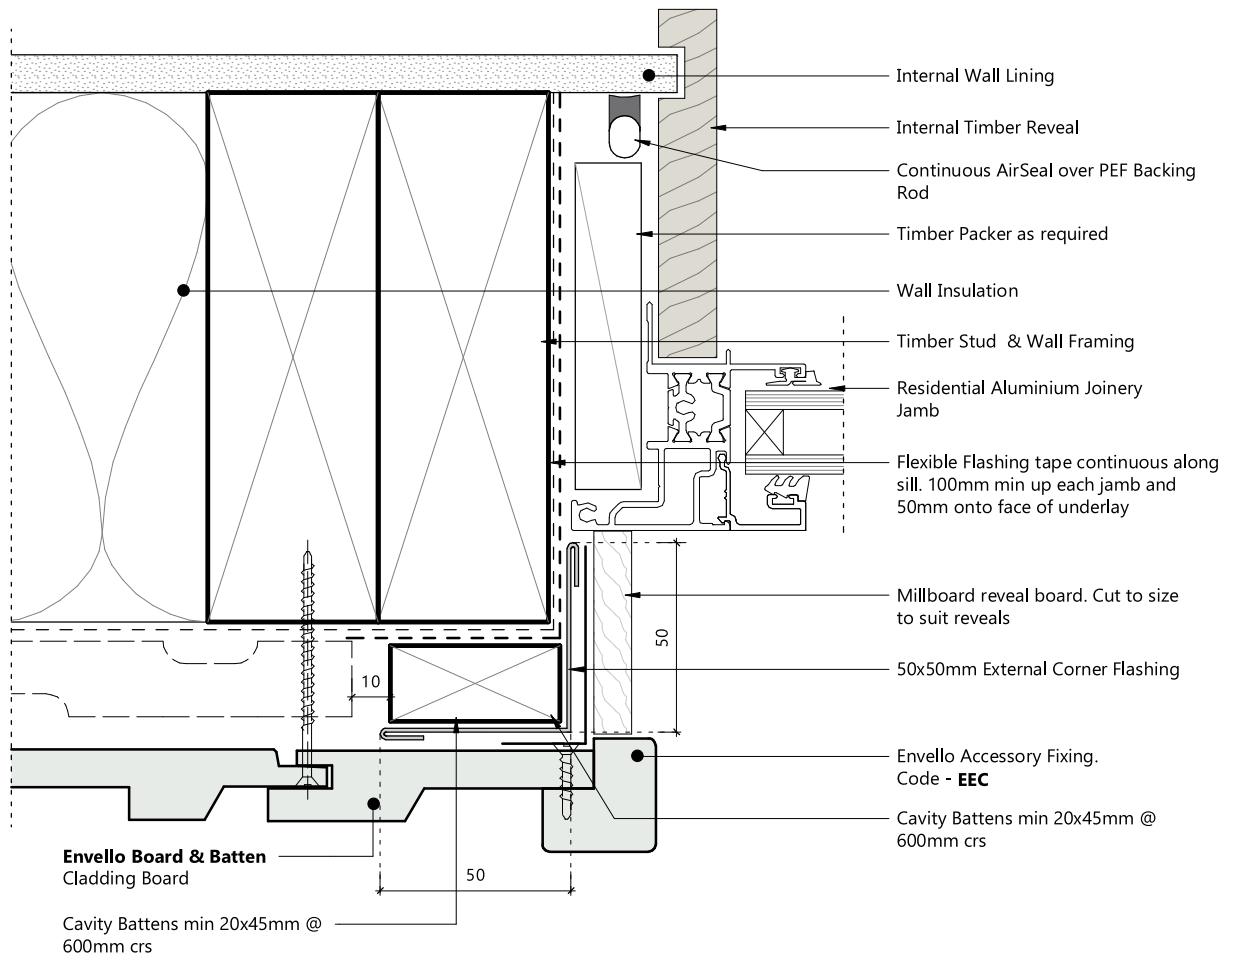 Internal Wall Lining
Internal Timber Reveal
Continuous AirSeal over PEF Backing
Rod
Timber Packer as required
Wall Insulation
Timber Stud & Wall Framing
Residential Aluminium Joinery
Jamb
Flexible Flashing tape continuous along
sill. 100mm min up each jamb and
50mm onto face of underlay
Millboard reveal board. Cut to size
to suit reveals
50
50x50mm External Corner Flashing
10
Envello Accessory Fixing.
Code - EEC
Cavity Battens min 20x45mm @
600mm crs
Envello Board & Batten
Cladding Board
50
Cavity Battens min 20x45mm @
600mm crs